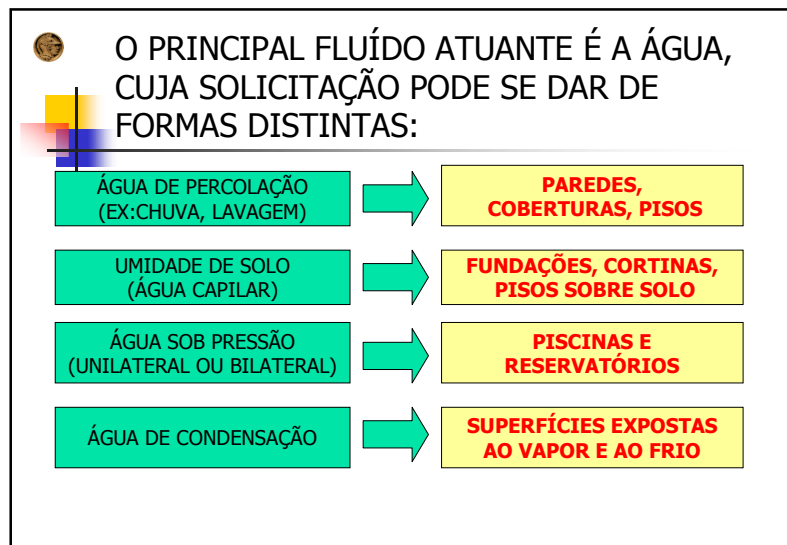 O PRINCIPAL FLUÍDO ATUANTE É A ÁGUA,
CUJA SOLICITAÇÃO PODE SE DAR DE
FORMAS DISTINTAS:
ÁGUA DE PERCOLAÇÃO
(EX:CHUVA, LAVAGEM)
PAREDES,
COBERTURAS, PISOS
UMIDADE DE SOLO
(ÁGUA CAPILAR)
FUNDAÇÕES, CORTINAS,
PISOS SOBRE SOLO
ÁGUA SOB PRESSÃO
(UNILATERAL OU BILATERAL)
PISCINAS E
RESERVATÓRIOS
ÁGUA DE CONDENSAÇÃO
SUPERFÍCIES EXPOSTAS
AO VAPOR E AO FRIO